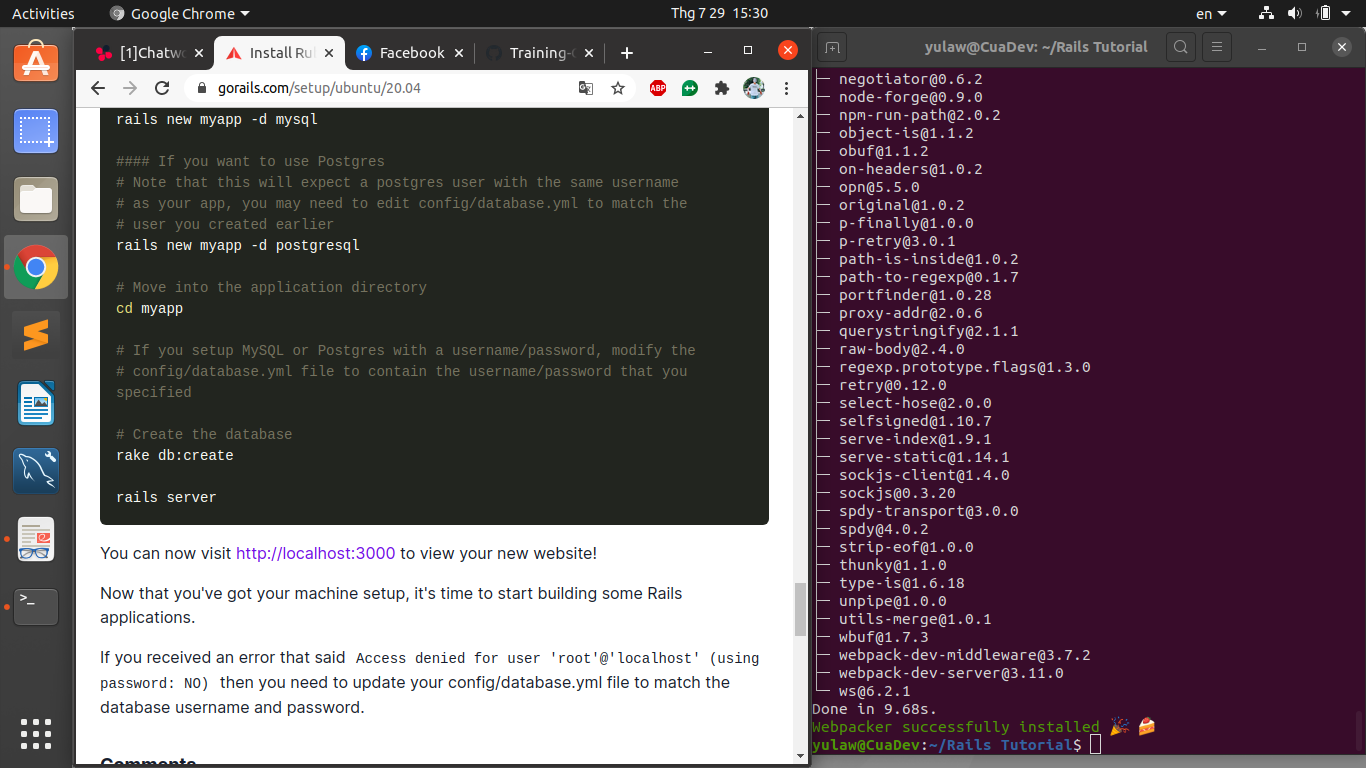 Activities
Google Chrome
Thg 7 29 15:30
en
[1]Chatwo
Install Rub
Facebook
Training-
gorails.com/setup/ubuntu/20.04
ABP
rails new myapp -d mysql
#### If you want to use Postgres
# Note that this will expect a postgres user with the same username
# as your app, you may need to edit config/database.yml to match the
# user you created earlier
rails new myapp -d postgresql
# Move into the application directory
cd myapp
# If you setup MySQL or Postgres with a username/password, modify the
# config/database.yml file to contain the username/password that you
specified
# Create the database
rake db:create
rails server
You can now visit http://localhost:3000 to view your new website!
Now that you've got your machine setup, it's time to start building some Rails
applications.
If you received an error that said Access denied for user 'root'@'localhost' (using
password: NO) then you need to update your config/database.yml file to match the
database username and password.
Comments
yulaw@CuaDev: ~/Rails Tutorial
├─ negotiator@0.6.2
├─ node-forge@0.9.0
├─ npm-run-path@2.0.2
├─ object-is@1.1.2
├─ obuf@1.1.2
├─ on-headers@1.0.2
├─ opn@5.5.0
├─ original@1.0.2
├─ p-finally@1.0.0
├─ p-retry@3.0.1
├─ path-is-inside@1.0.2
├─ path-to-regexp@0.1.7
├─ portfinder@1.0.28
├─ proxy-addr@2.0.6
├─ querystringify@2.1.1
├─ raw-body@2.4.0
├─ regexp.prototype.flags@1.3.0
├─ retry@0.12.0
├─ select-hose@2.0.0
├─ selfsigned@1.10.7
├─ serve-index@1.9.1
├─ serve-static@1.14.1
├─ sockjs-client@1.4.0
├─ sockjs@0.3.20
├─ spdy-transport@3.0.0
├─ spdy@4.0.2
├─ strip-eof@1.0.0
├─ thunky@1.1.0
├─ type-is@1.6.18
├─ unpipe@1.0.0
├─ utils-merge@1.0.1
├─ wbuf@1.7.3
├─ webpack-dev-middleware@3.7.2
├─ webpack-dev-server@3.11.0
└─ ws@6.2.1
Done in 9.68s.
Webpacker successfully installed 🎉 🍰
yulaw@CuaDev:~/Rails Tutorial$